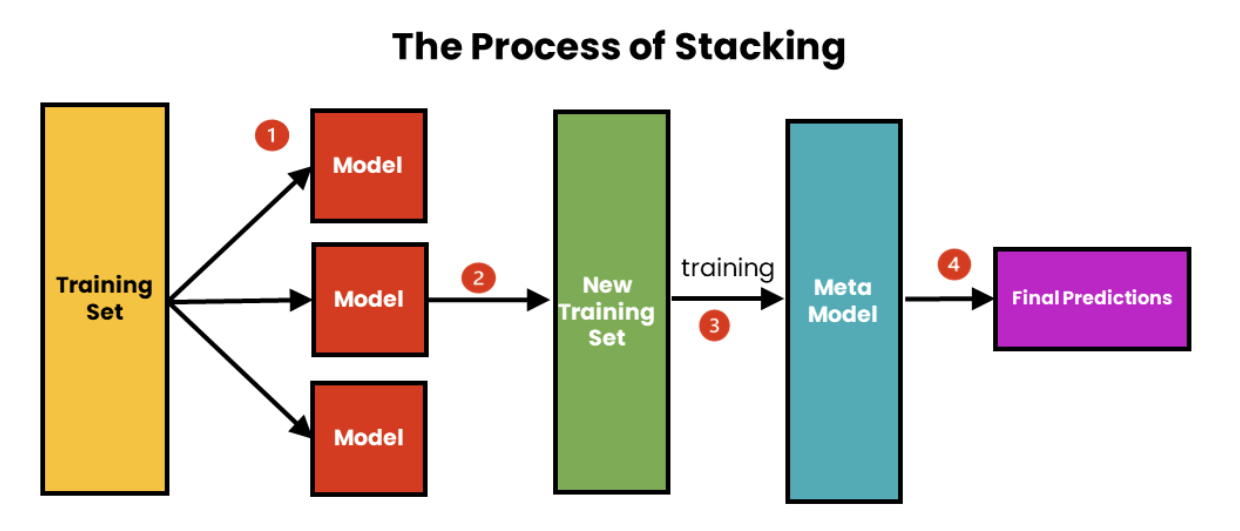 The Process of Stacking
1
Model
Training
Set
Model
2
New
Training
Set
training
3
Meta
Model
4
Final Predictions
Model